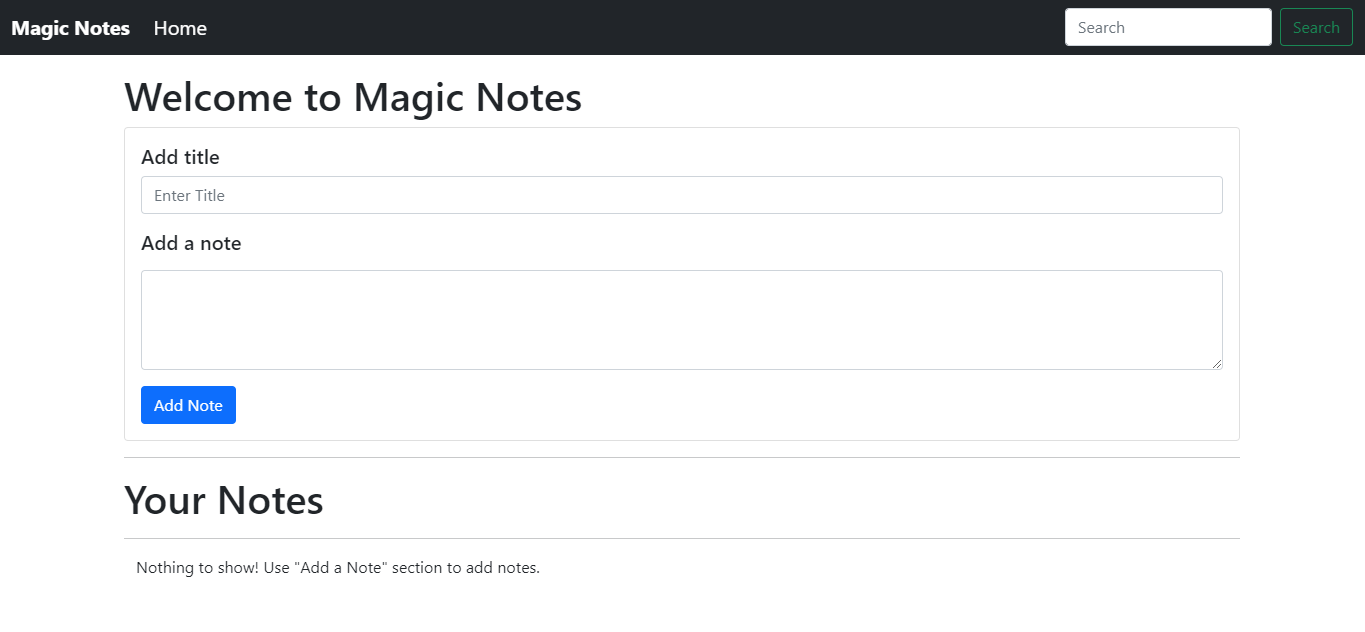 Magic Notes Home Search Search
Welcome to Magic Notes
Add title
Enter Title
Add a note
Add Note
Your Notes
Nothing to show! Use "Add a Note" section to add notes.